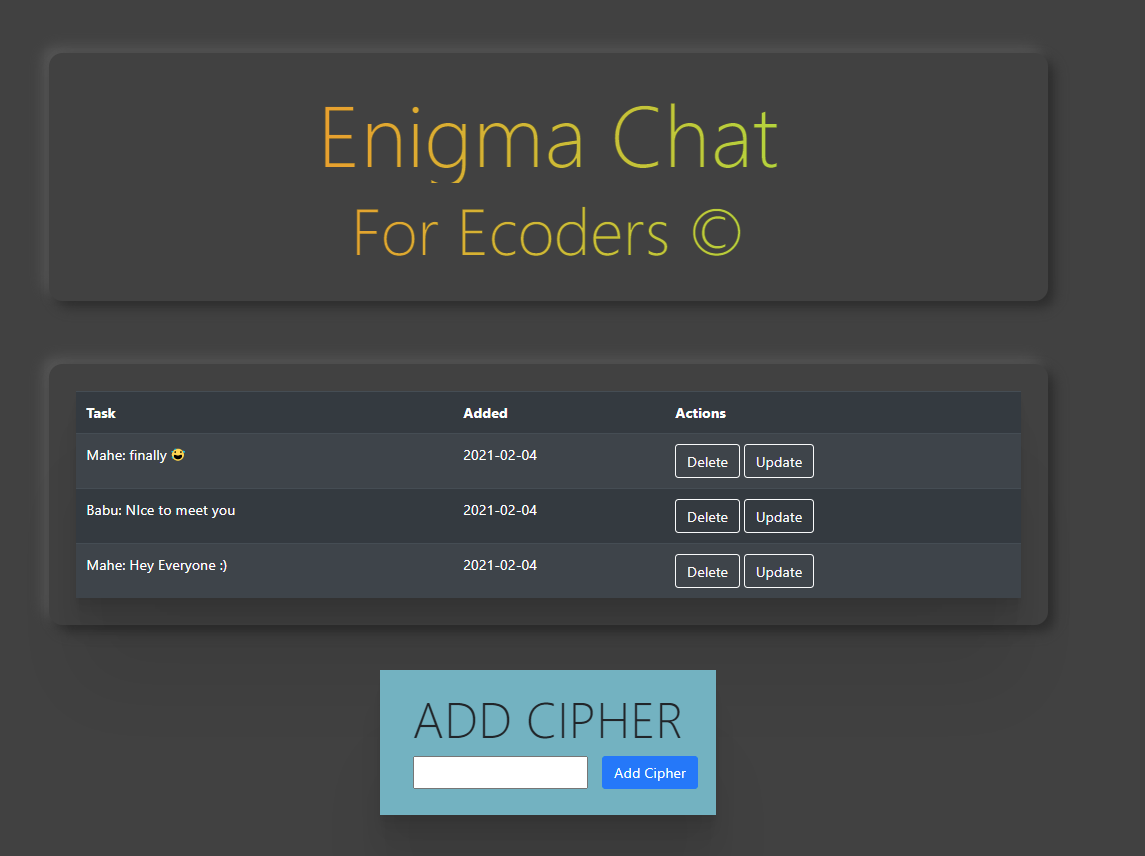 Enigma Chat
For Ecoders ©
Task Added Actions
Mahe: finally 😅 2021-02-04 Delete Update
Babu: NIce to meet you 2021-02-04 Delete Update
Mahe: Hey Everyone :) 2021-02-04 Delete Update
ADD CIPHER
Add Cipher